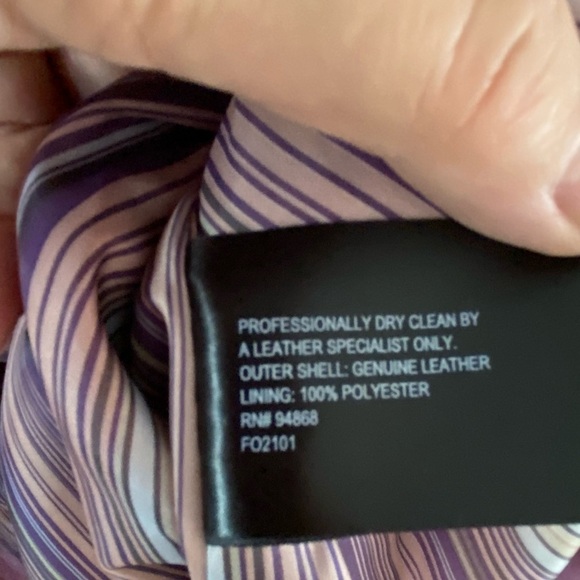 PROFESSIONALLY DRY CLEAN BY
A LEATHER SPECIALIST ONLY.
OUTER SHELL: GENUINE LEATHER
LINING: 100% POLYESTER
RN# 94868
FO2101